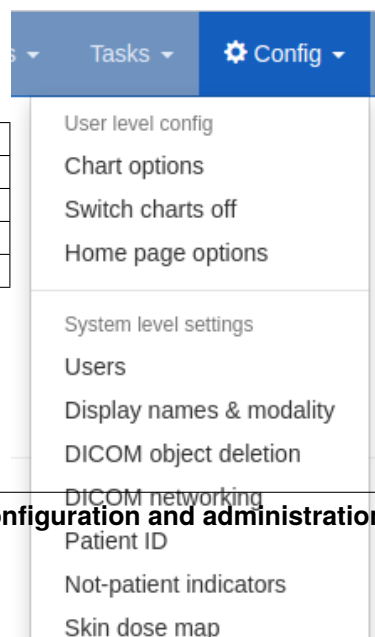 s Tasks Config
User level config
Chart options
Switch charts off
Home page options
System level settings
Users
Display names & modality
DICOM object deletion
DICOM networking
onfiguration and administration
Patient ID
Not-patient indicators
Skin dose map